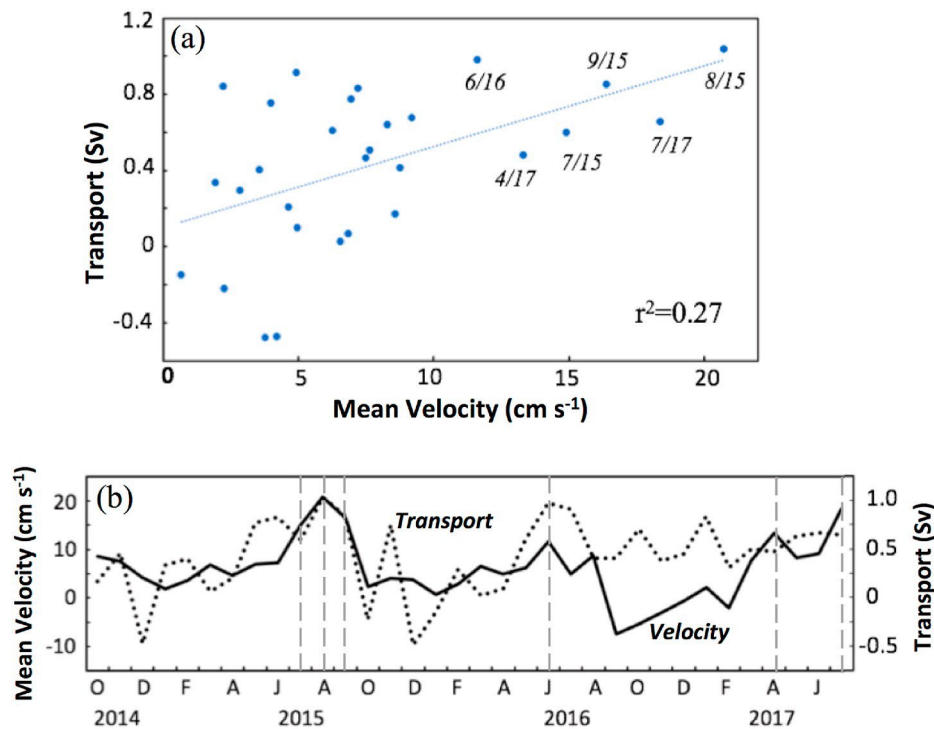 (a)
1.2
0.8
0.4
0
-0.4
Transport (Sv)
6/16
9/15
8/15
4/17
7/15
7/17
r²=0.27
0 5 10 15 20
Mean Velocity (cm s⁻¹)
(b)
Mean Velocity (cm s⁻¹)
20
10
0
-10
Transport
Velocity
1.0
0.5
0.0
-0.5
Transport (Sv)
O D F A J A O D F A J A O D F A J
2014 2015 2016 2017